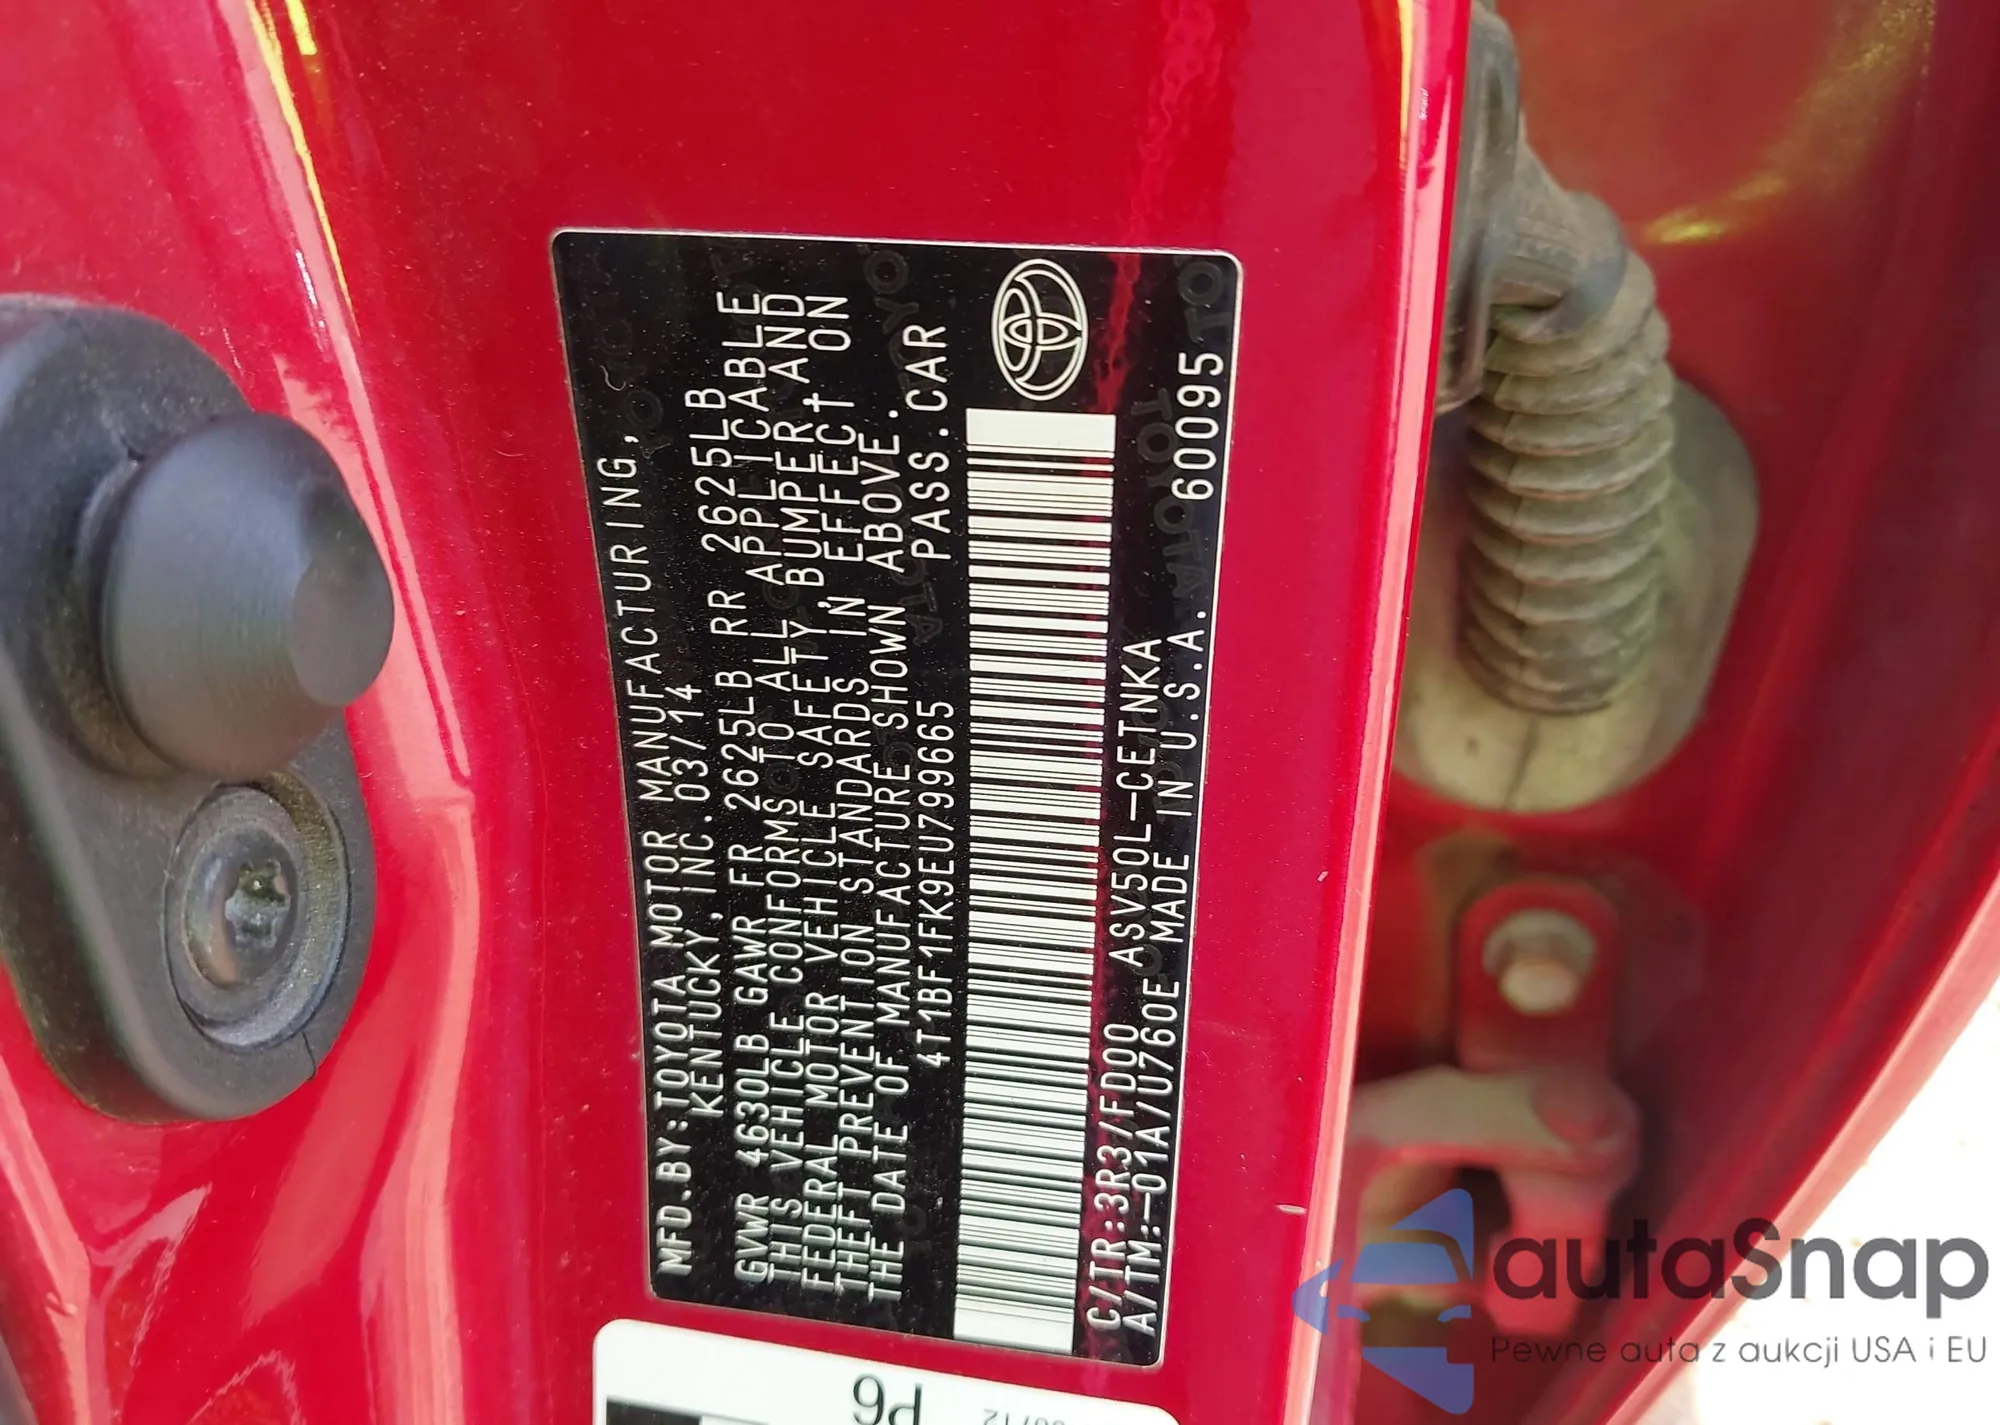 MFD.BY:TOYOTA MOTOR MANUFACTURING,
KENTUCKY, INC. 03/14
GVWR 4630LB GAWR FR 2625LB RR 2625LB
THIS VEHICLE CONFORMS TO ALL APPLICABLE
FEDERAL MOTOR VEHICLE SAFETY, BUMPER, AND
THEFT PREVENTION STANDARDS IN EFFECT ON
THE DATE OF MANUFACTURE SHOWN ABOVE.
4T1BF1FK9EU799665 PASS.CAR
C/TR:3R3/FD00 ASV50L-CETNKA
A/TM:-01A/U760E MADE IN U.S.A. 60095
P6
TOYOTA
autaSnap
Pewne auta z aukcji USA i EU